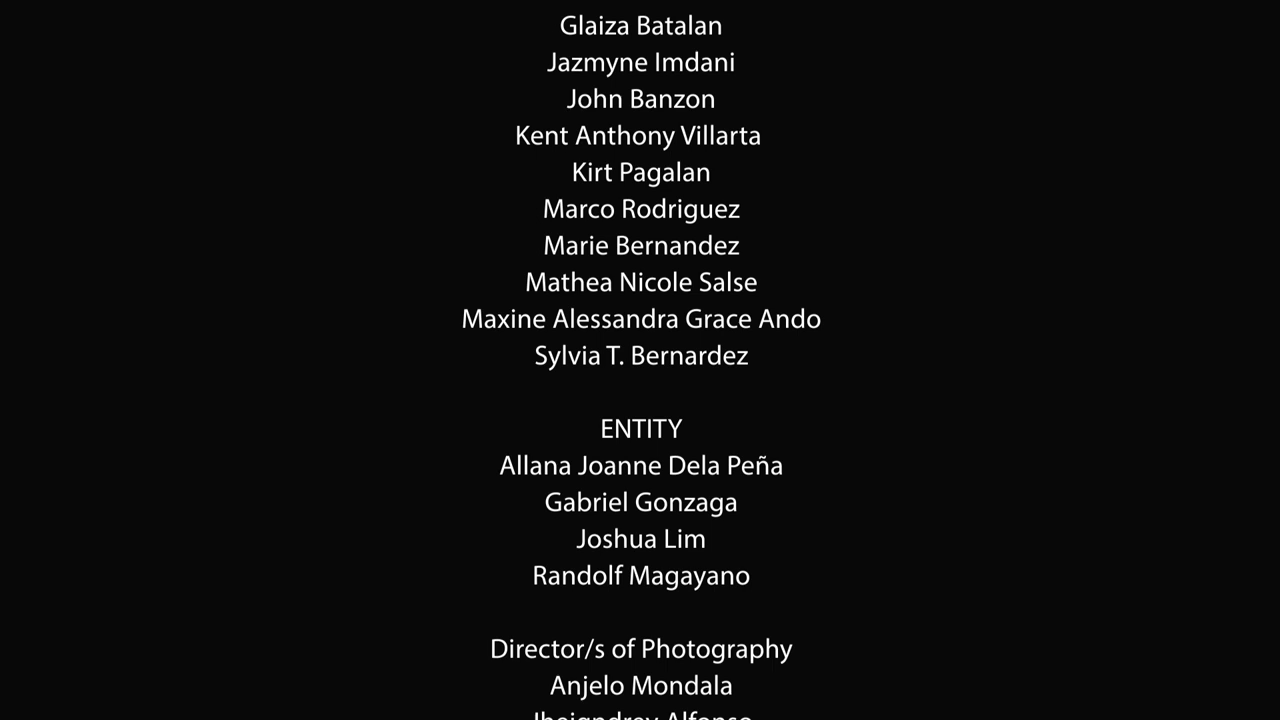 Glaiza Batalan
Jazmyne Imdani
John Banzon
Kent Anthony Villarta
Kirt Pagalan
Marco Rodriguez
Marie Bernandez
Mathea Nicole Salse
Maxine Alessandra Grace Ando
Sylvia T. Bernardez
ENTITY
Allana Joanne Dela Peña
Gabriel Gonzaga
Joshua Lim
Randolf Magayano
Director/s of Photography
Anjelo Mondala
Alfonso